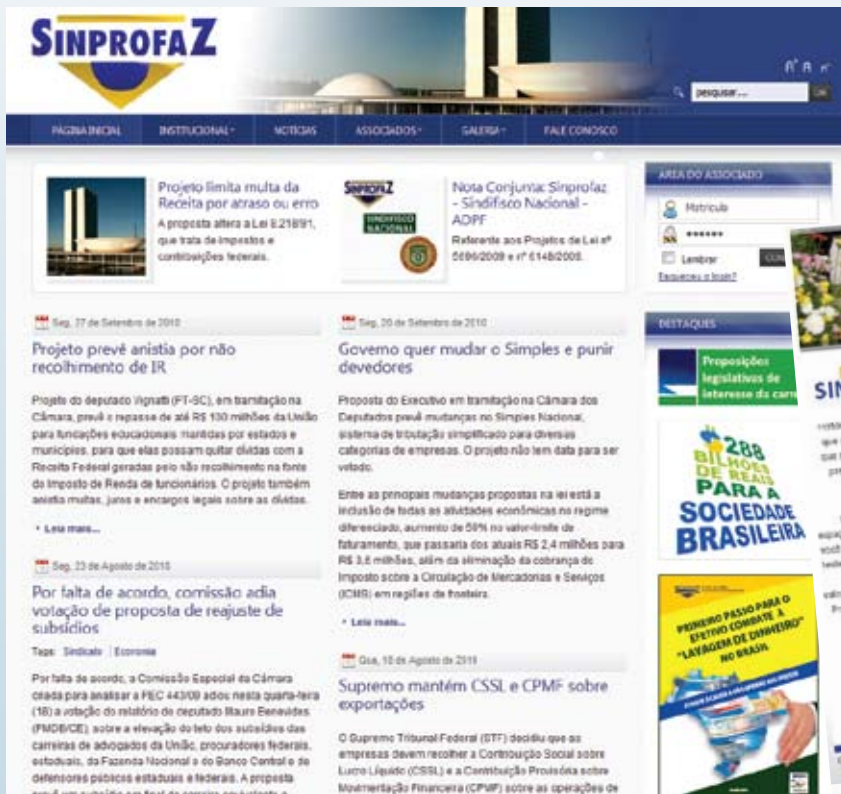 SINPROFAZ
pesquisar...
PÁGINA INICIAL INSTITUCIONAL NOTÍCIAS ASSOCIADOS GALERIA FALE CONOSCO
Projeto limita multa da
Receita por atraso ou erro
A proposta altera a Lei 8.218/91,
que trata de impostos e
contribuições federais.
SINPROFAZ
SINDIFISCO
NACIONAL
Nota Conjunta: Sinprofaz
- Sindifisco Nacional -
ADPF
Referente aos Projetos de Lei nº
5696/2009 e nº 6148/2009.
ÁREA DO ASSOCIADO
Matrícula
******
Lembrar
Esqueceu o login?
Seg, 27 de Setembro de 2010
Projeto prevê anistia por não
recolhimento de IR
Projeto do deputado Vignatti (PT-SC), em tramitação na
Câmara, prevê o repasse de até R$ 100 milhões da União
para fundações educacionais mantidas por estados e
municípios, para que elas possam quitar dívidas com a
Receita Federal geradas pelo não recolhimento na fonte
do Imposto de Renda de funcionários. O projeto também
anistia multas, juros e encargos legais sobre as dívidas.
Leia mais...
Seg, 23 de Agosto de 2010
Por falta de acordo, comissão adia
votação de proposta de reajuste de
subsídios
Tags: Sindicato Economia
Por falta de acordo, a Comissão Especial da Câmara
criada para analisar a PEC 443/09 adiou nesta quarta-feira
(18) a votação do relatório do deputado Mauro Benevides
(PMDB/CE), sobre a elevação do teto dos subsídios das
carreiras de advogados da União, procuradores federais,
estaduais, da Fazenda Nacional e do Banco Central e de
defensores públicos estaduais e federais. A proposta
prevê um subsídio em final de carreira equivalente a
Seg, 20 de Setembro de 2010
Governo quer mudar o Simples e punir
devedores
Proposta do Executivo em tramitação na Câmara dos
Deputados prevê mudanças no Simples Nacional,
sistema de tributação simplificado para diversas
categorias de empresas. O projeto não tem data para ser
votado.
Entre as principais mudanças propostas na lei está a
inclusão de todas as atividades econômicas no regime
diferenciado, aumento de 50% no valor-limite de
faturamento, que passaria dos atuais R$ 2,4 milhões para
R$ 3,6 milhões, além da eliminação da cobrança do
Imposto sobre a Circulação de Mercadorias e Serviços
(ICMS) em regiões de fronteira.
Leia mais...
Qua, 18 de Agosto de 2010
Supremo mantém CSSL e CPMF sobre
exportações
O Supremo Tribunal Federal (STF) decidiu que as
empresas devem recolher a Contribuição Social sobre
Lucro Líquido (CSSL) e a Contribuição Provisória sobre
Movimentação Financeira (CPMF) sobre as operações de
DESTAQUES
Proposições
legislativas de
interesse da carre
288
BILHÕES
DE REAIS
PARA A
SOCIEDADE
BRASILEIRA
PRIMEIRO PASSO PARA O
EFETIVO COMBATE À
"LAVAGEM DE DINHEIRO"
NO BRASIL
SIN